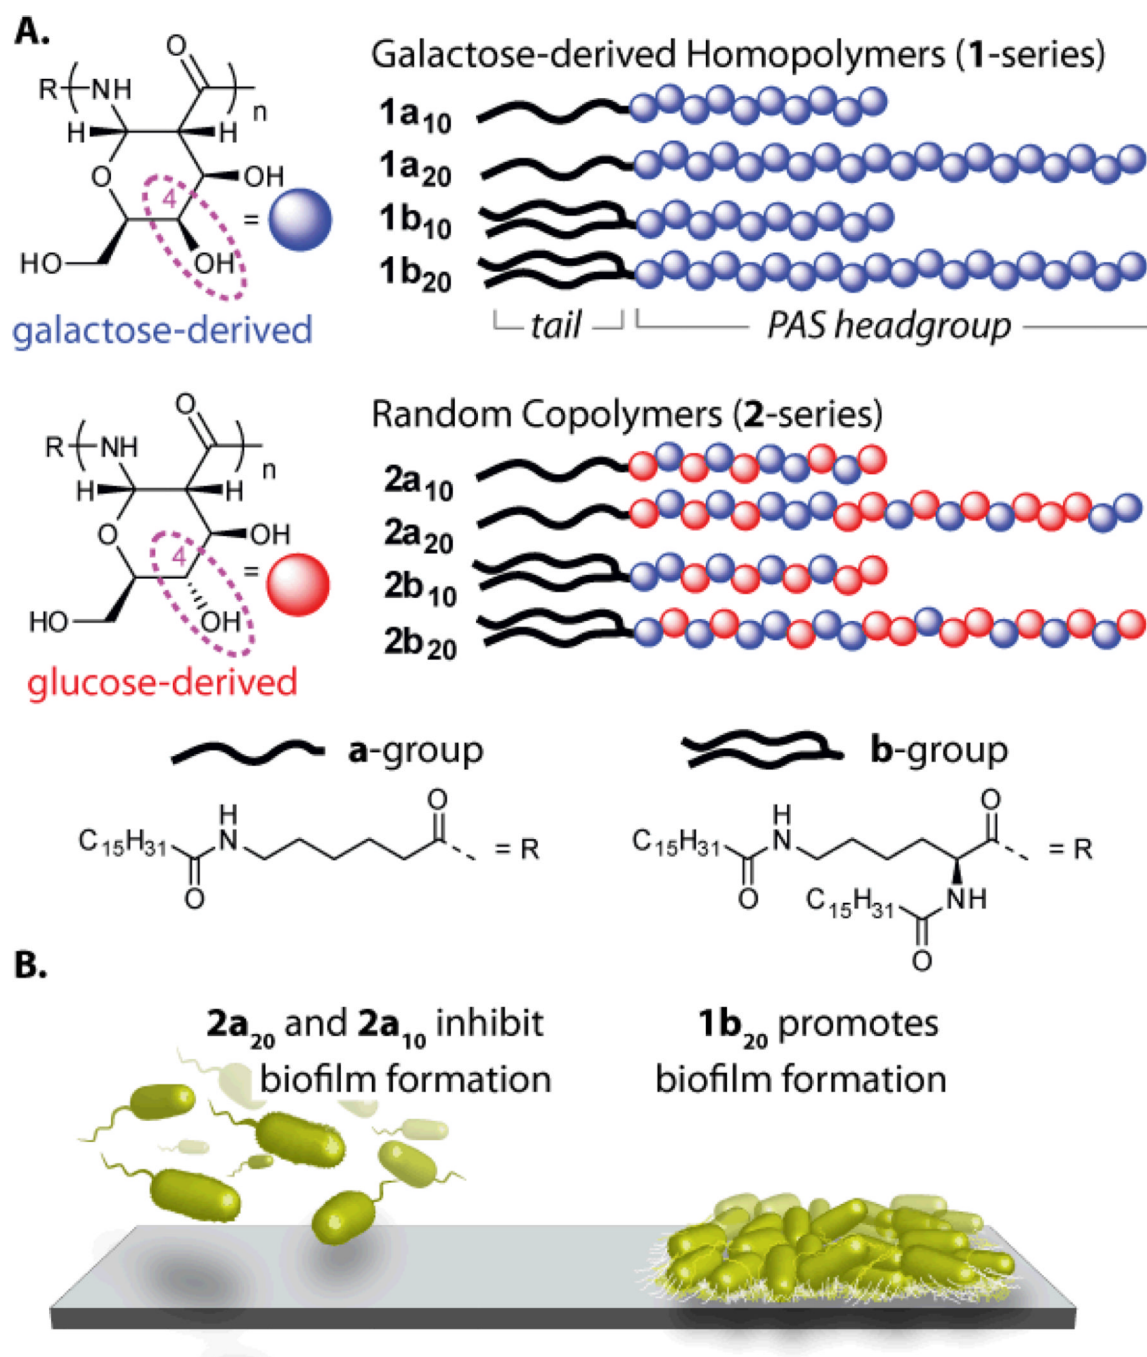 A.
Galactose-derived Homopolymers (1-series)
O
R
NH
n
H
H
O
OH
4
=
HO
OH
galactose-derived
1a10
1a20
1b10
1b20
tail
PAS headgroup
Random Copolymers (2-series)
O
R
NH
n
H
H
O
OH
4
=
HO
OH
glucose-derived
2a10
2a20
2b10
2b20
a-group
b-group
H
O
C15H31
N
= R
O
H
O
C15H31
N
= R
O
C15H31
NH
O
B.
2a20 and 2a10 inhibit
biofilm formation
1b20 promotes
biofilm formation